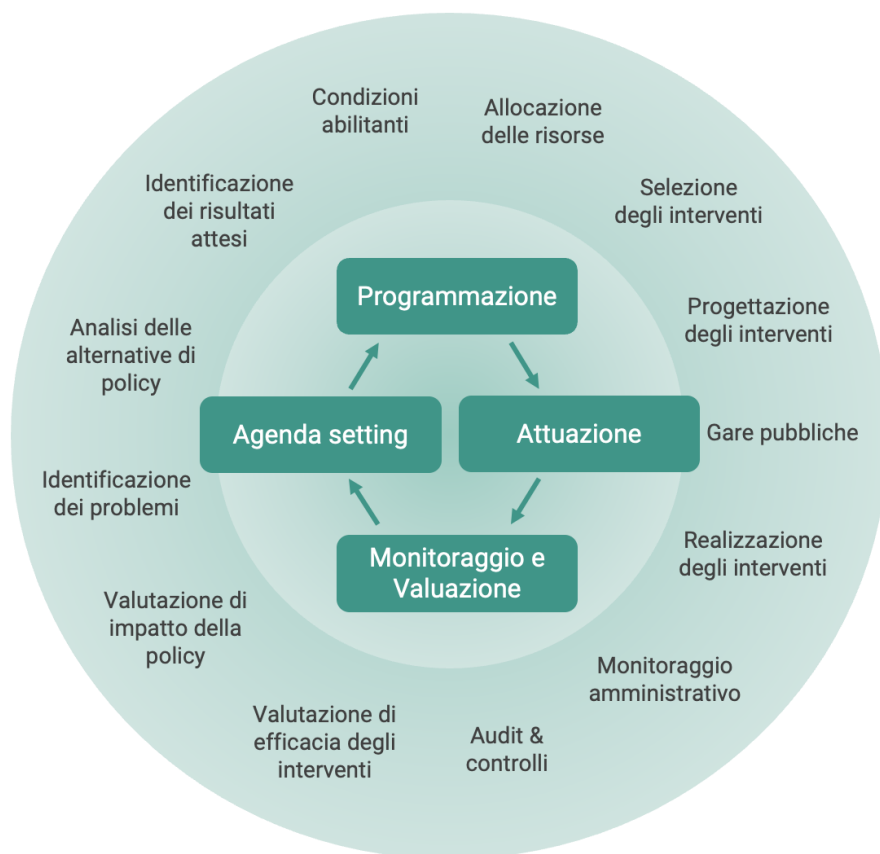 Condizioni
abilitanti
Allocazione
delle risorse
Identificazione
dei risultati
attesi
Selezione
degli interventi
Programmazione
Progettazione
degli interventi
Analisi delle
alternative di
policy
Agenda setting
Attuazione
Gare pubbliche
Identificazione
dei problemi
Monitoraggio e
Valuazione
Realizzazione
degli interventi
Valutazione di
impatto della
policy
Monitoraggio
amministrativo
Valutazione di
efficacia degli
interventi
Audit &
controlli